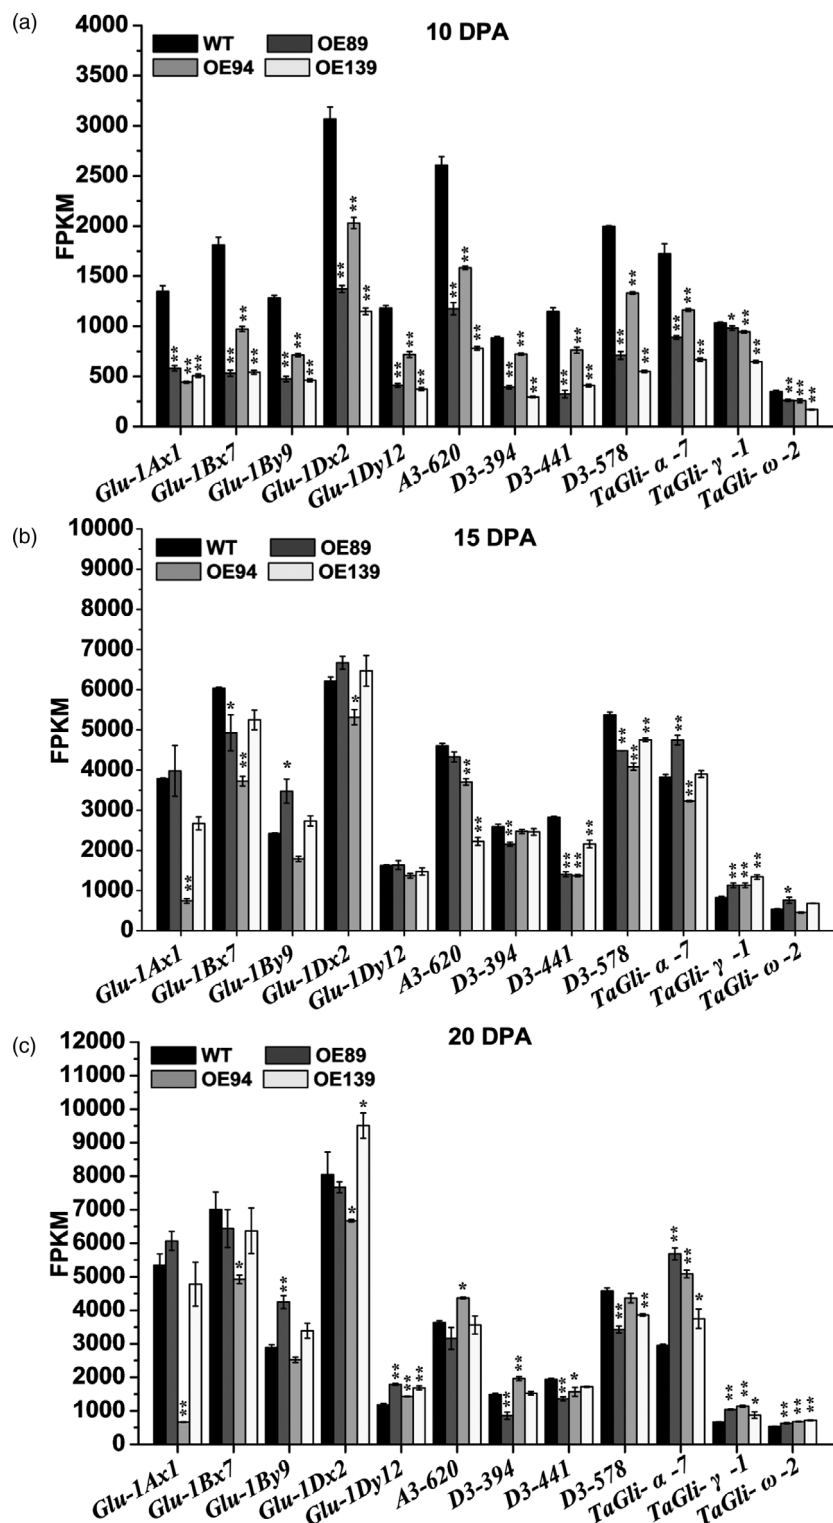 (a)
10 DPA
WT OE89
OE94 OE139
FPKM
4000
3500
3000
2500
2000
1500
1000
500
0
** ** ** ** ** ** ** ** ** ** ** ** ** ** ** ** ** ** ** ** ** ** ** ** ** ** ** ** ** ** * ** ** ** ** **
Glu-1Ax1 Glu-1Bx7 Glu-1By9 Glu-1Dx2 Glu-1Dy12 A3-620 D3-394 D3-441 D3-578 TaGli- α -7 TaGli- γ -1 TaGli- ω -2
(b)
15 DPA
WT OE89
OE94 OE139
FPKM
10000
9000
8000
7000
6000
5000
4000
3000
2000
1000
0
** * ** * * ** ** ** ** ** ** ** ** ** ** ** ** ** ** ** *
Glu-1Ax1 Glu-1Bx7 Glu-1By9 Glu-1Dx2 Glu-1Dy12 A3-620 D3-394 D3-441 D3-578 TaGli- α -7 TaGli- γ -1 TaGli- ω -2
(c)
20 DPA
WT OE89
OE94 OE139
FPKM
12000
11000
10000
9000
8000
7000
6000
5000
4000
3000
2000
1000
0
** * ** * * ** ** ** * ** ** ** * ** ** ** ** * ** ** * ** ** **
Glu-1Ax1 Glu-1Bx7 Glu-1By9 Glu-1Dx2 Glu-1Dy12 A3-620 D3-394 D3-441 D3-578 TaGli- α -7 TaGli- γ -1 TaGli- ω -2